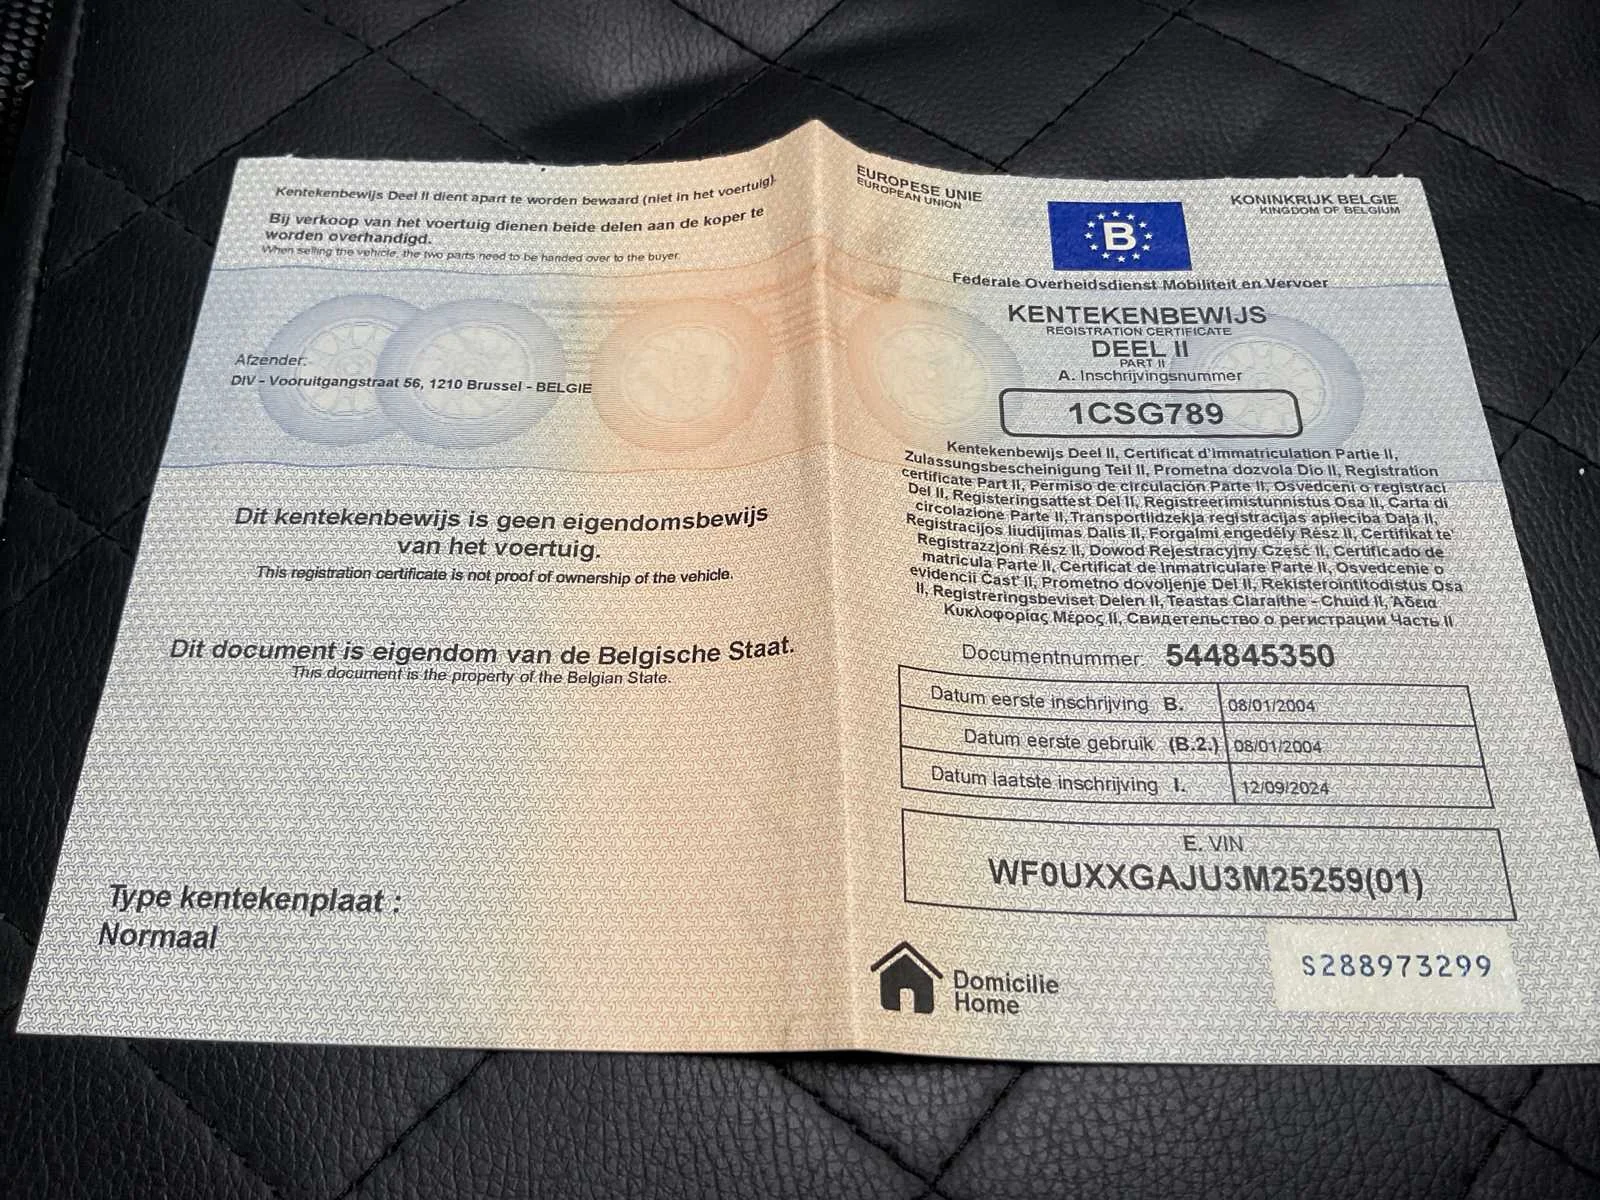 Kentekenbewijs Deel II dient apart te worden bewaard (niet in het voertuig).
Bij verkoop van het voertuig dienen beide delen aan de koper te
worden overhandigd.
When selling the vehicle, the two parts need to be handed over to the buyer.
Afzender:
DIV - Vooruitgangstraat 56, 1210 Brussel - BELGIE
Dit kentekenbewijs is geen eigendomsbewijs
van het voertuig.
This registration certificate is not proof of ownership of the vehicle.
Dit document is eigendom van de Belgische Staat.
This document is the property of the Belgian State.
Type kentekenplaat :
Normaal
EUROPESE UNIE
EUROPEAN UNION
B
KONINKRIJK BELGIE
KINGDOM OF BELGIUM
Federale Overheidsdienst Mobiliteit en Vervoer
KENTEKENBEWIJS
REGISTRATION CERTIFICATE
DEEL II
PART II
A. Inschrijvingsnummer
1CSG789
Kentekenbewijs Deel II, Certificat d'immatriculation Partie II,
Zulassungsbescheinigung Teil II, Prometna dozvola Dio II, Registration
certificate Part II, Permiso de circulación Parte II, Osvedceni o registraci
Del II, Registeringsattest Del II, Registreerimistunnistus Osa II, Carta di
circolazione Parte II, Transportlidzekja registracijas aplieciba Daja II,
Registracijos liudijimas Dalis II, Forgalmi engedély Rész II, Certifikat te'
Registrazzjoni Rész II, Dowod Rejestracyjny Część II, Certificado de
matricula Parte II, Certificat de Inmatriculare Parte II, Osvedcenie o
evidencii Cast' II, Prometno dovoljenje Del II, Rekisterointitodistus Osa
II, Registreringsbeviset Delen II, Teastas Claraithe - Chuid II, Άδεια
Κυκλοφορίας Μέρος II, Свидетельство о регистрации Часть II
Documentnummer: 544845350
Datum eerste inschrijving B. 08/01/2004
Datum eerste gebruik (B.2.) 08/01/2004
Datum laatste inschrijving I. 12/09/2024
E. VIN
WF0UXXGAJU3M25259(01)
Domicilie
Home
S288973299